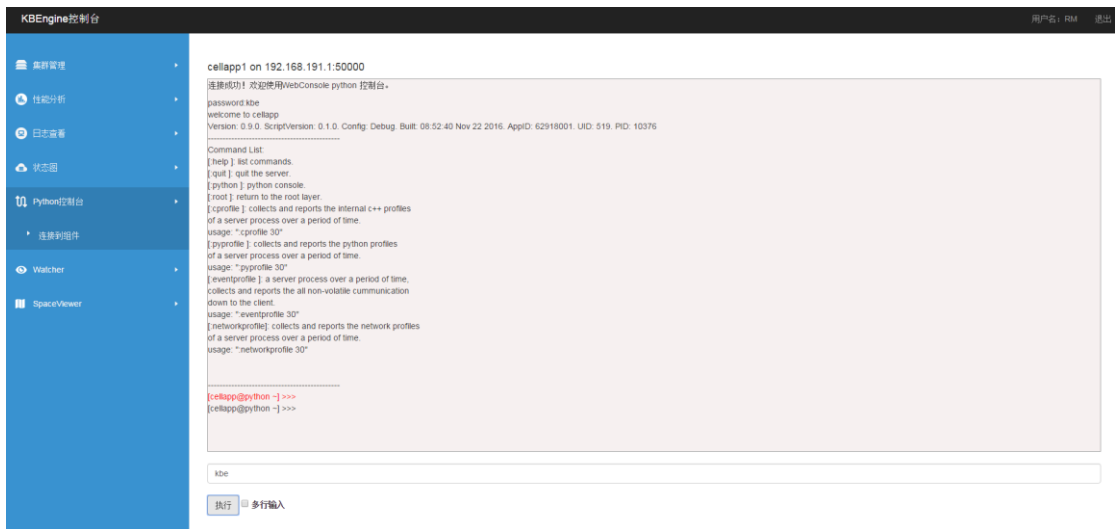 KBEngine控制台
用户名：RM 退出
集群管理
性能分析
日志查看
状态图
Python控制台
连接到组件
Watcher
SpaceViewer
cellapp1 on 192.168.191.1:50000
连接成功！欢迎使用WebConsole python 控制台。
password:kbe
welcome to cellapp
Version: 0.9.0. ScriptVersion: 0.1.0. Config: Debug. Built: 08:52:40 Nov 22 2016. AppID: 62918001. UID: 519. PID: 10376
---------------------------------------------
Command List:
[:help ]: list commands.
[:quit ]: quit the server.
[:python ]: python console.
[:root ]: return to the root layer.
[:cprofile ]: collects and reports the internal c++ profiles
of a server process over a period of time.
usage: ":cprofile 30"
[:pyprofile ]: collects and reports the python profiles
of a server process over a period of time.
usage: ":pyprofile 30"
[:eventprofile ]: a server process over a period of time,
collects and reports the all non-volatile cummunication
down to the client.
usage: ":eventprofile 30"
[:networkprofile]: collects and reports the network profiles
of a server process over a period of time.
usage: ":networkprofile 30"
---------------------------------------------
[cellapp@python ~] >>>
[cellapp@python ~] >>>
kbe
执行 多行输入